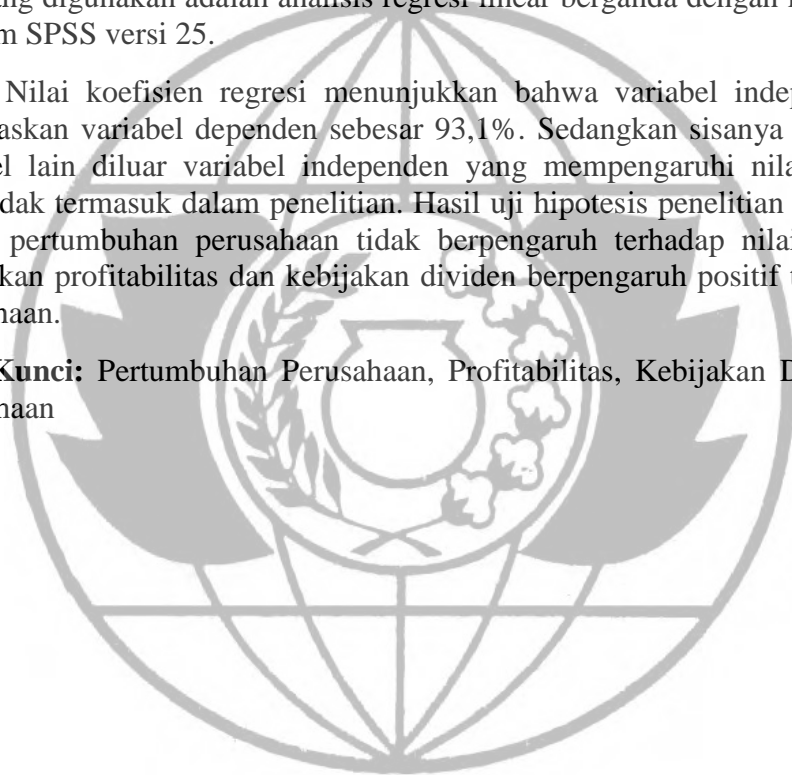 ng digunakan adalah analisis regresi linear berganda dengan
m SPSS versi 25.
Nilai koefisien regresi menunjukkan bahwa variabel indep
askan variabel dependen sebesar 93,1%. Sedangkan sisanya
el lain diluar variabel independen yang mempengaruhi nila
dak termasuk dalam penelitian. Hasil uji hipotesis penelitian
pertumbuhan perusahaan tidak berpengaruh terhadap nilai
kan profitabilitas dan kebijakan dividen berpengaruh positif t
haan.
Kunci: Pertumbuhan Perusahaan, Profitabilitas, Kebijakan D
haan